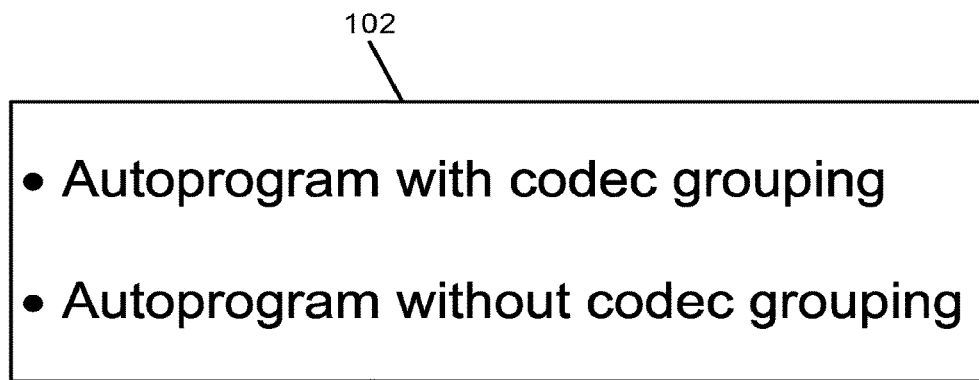 102
• Autoprogram with codec grouping
• Autoprogram without codec grouping